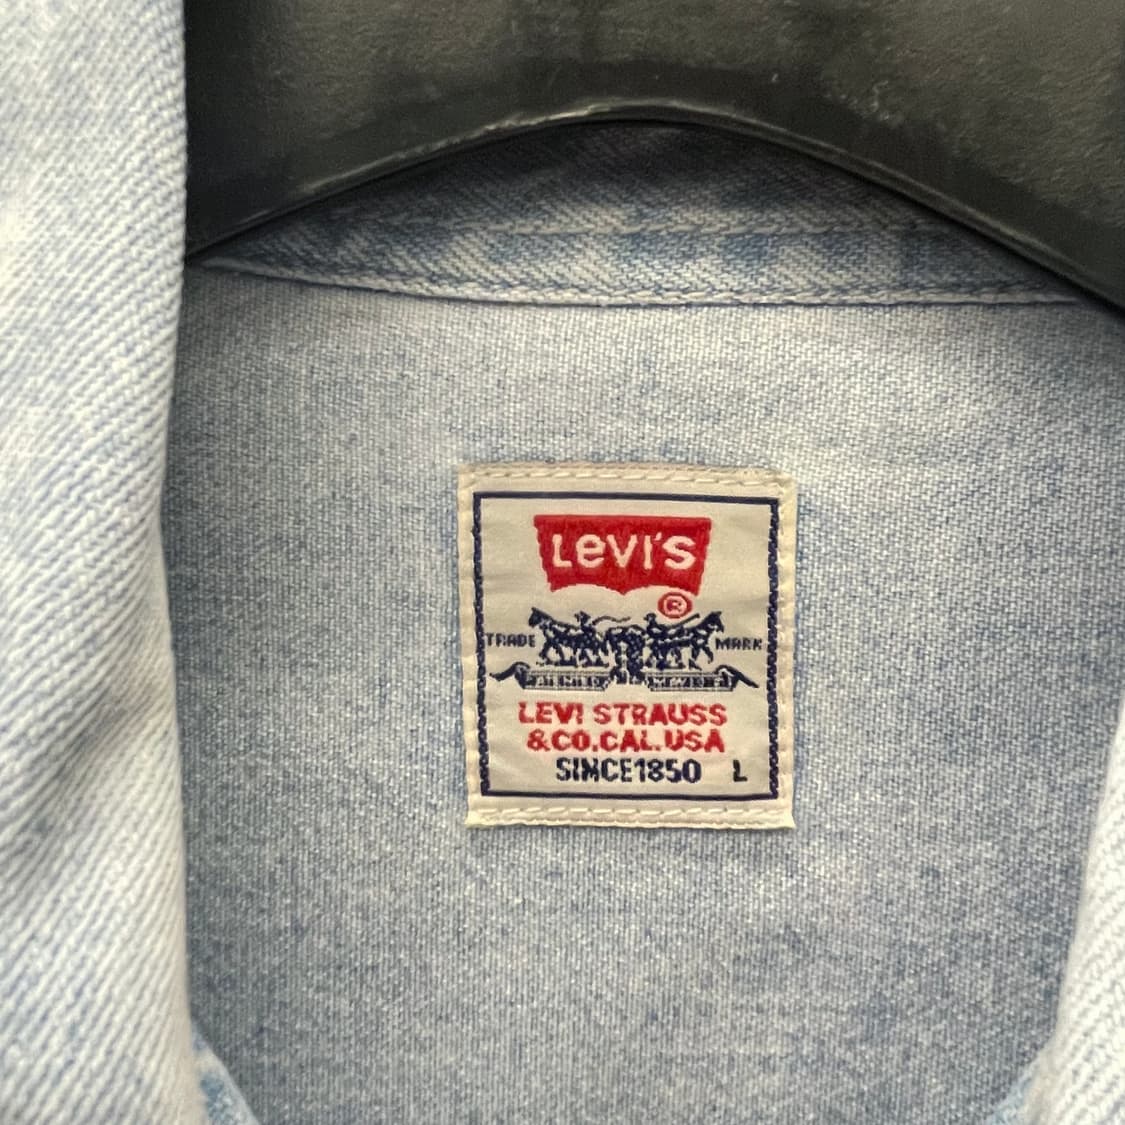 Levi's
®
TRADE MARK
LEVI STRAUSS
&CO.CAL.USA
SINCE1850 L